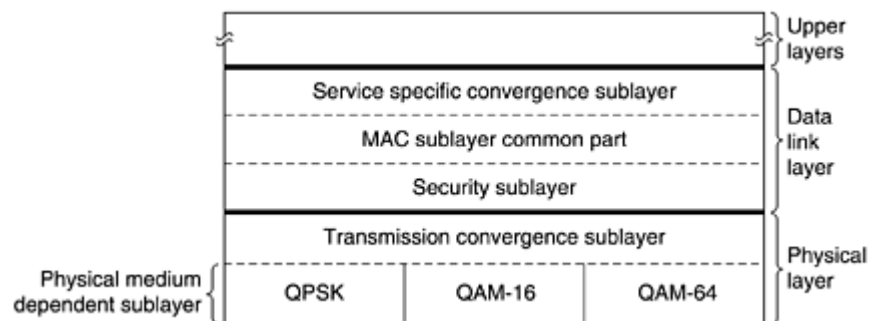 Upper
layers
Service specific convergence sublayer
MAC sublayer common part
Security sublayer
Data
link
layer
Transmission convergence sublayer
Physical
layer
Physical medium
dependent sublayer
QPSK
QAM-16
QAM-64